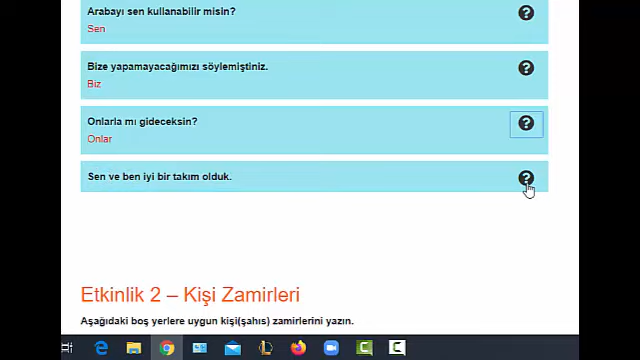 Arabayı sen kullanabilir misin?
Sen
Bize yapamayacağımızı söylemiştiniz.
Biz
Onlarla mı gideceksin?
Onlar
Sen ve ben iyi bir takım olduk.
Etkinlik 2 – Kişi Zamirleri
Aşağıdaki boş yerlere uygun kişi(şahıs) zamirlerini yazın.